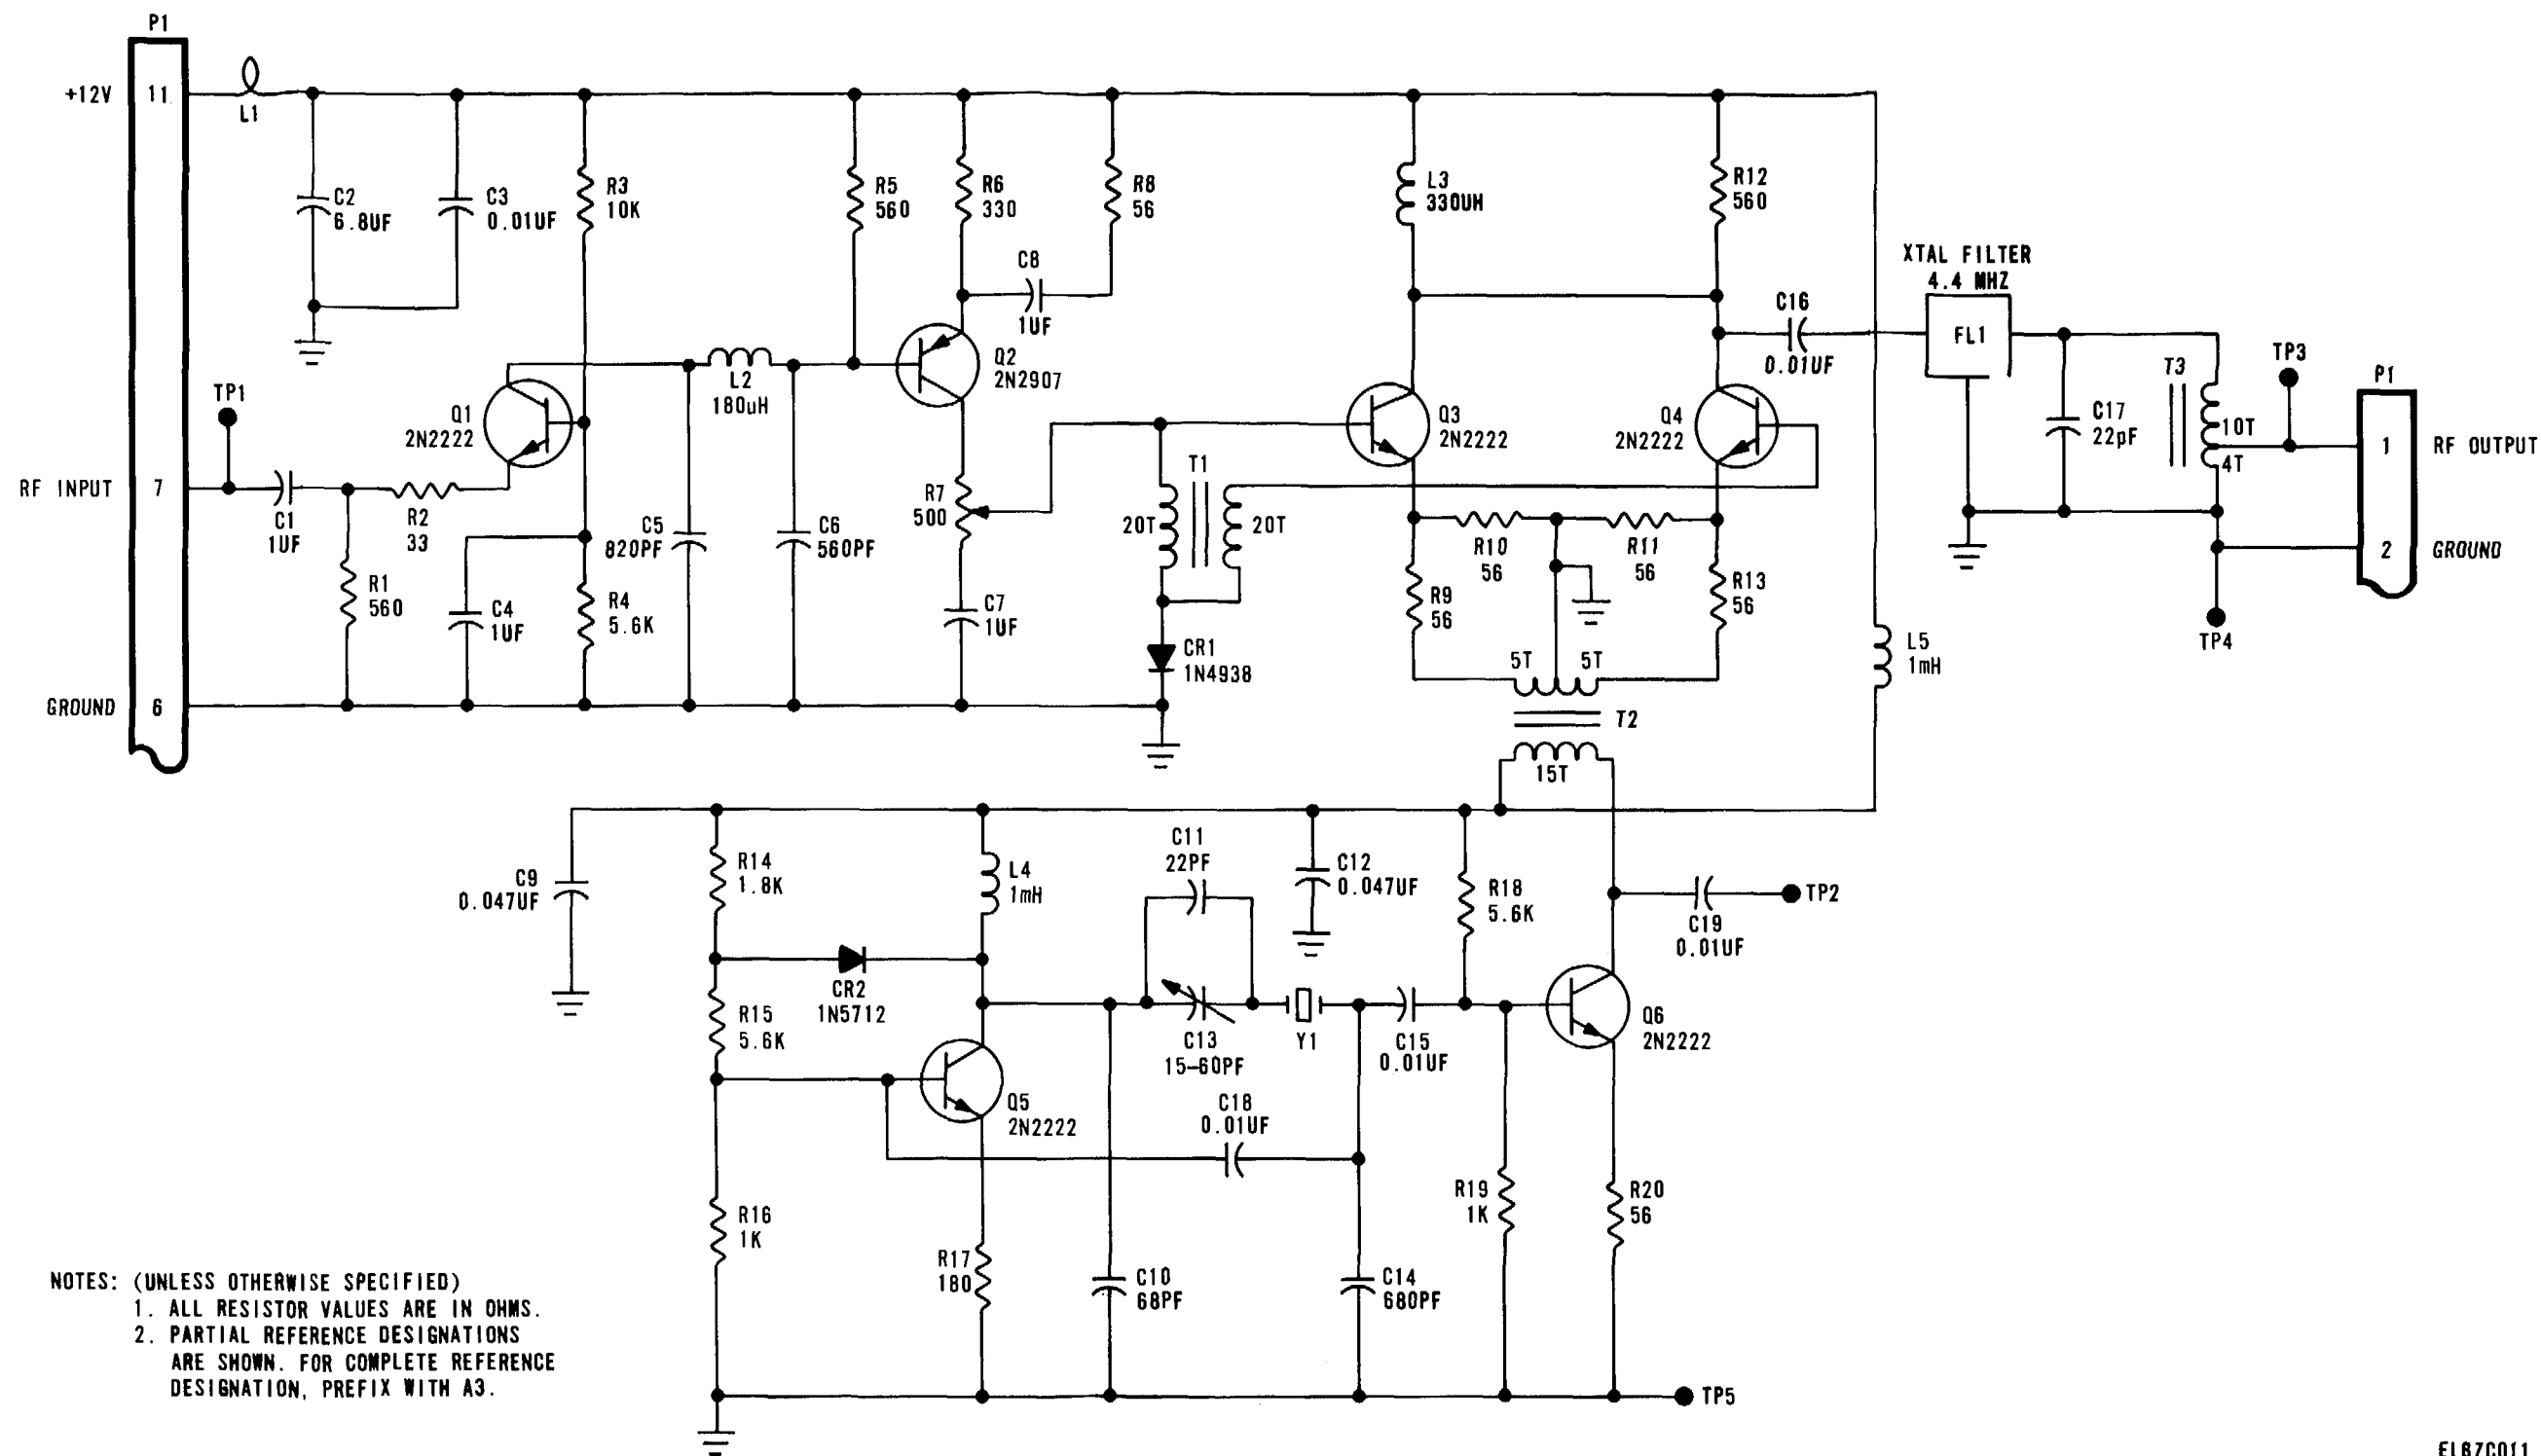 P1
+12V
11
L1
C2
6.8UF
C3
0.01UF
R3
10K
R5
560
R6
330
R8
56
C8
1UF
L3
330UH
R12
560
XTAL FILTER
4.4 MHZ
FL1
C16
0.01UF
TP1
Q1
2N2222
L2
180uH
Q2
2N2907
Q3
2N2222
Q4
2N2222
C17
22pF
T3
10T
4T
TP3
P1
1
RF OUTPUT
2
GROUND
TP4
RF INPUT
7
C1
1UF
R2
33
R1
560
C4
1UF
R4
5.6K
C5
820PF
C6
560PF
R7
500
C7
1UF
T1
20T
20T
CR1
1N4938
R10
56
R11
56
R9
56
R13
56
5T
5T
T2
15T
L5
1mH
GROUND
6
C9
0.047UF
R14
1.8K
L4
1mH
C11
22PF
C12
0.047UF
R18
5.6K
C19
0.01UF
TP2
CR2
1N5712
R15
5.6K
C13
15-60PF
Y1
C15
0.01UF
Q6
2N2222
Q5
2N2222
C18
0.01UF
R16
1K
R17
180
C10
68PF
C14
680PF
R19
1K
R20
56
TP5
NOTES: (UNLESS OTHERWISE SPECIFIED)
1. ALL RESISTOR VALUES ARE IN OHMS.
2. PARTIAL REFERENCE DESIGNATIONS
ARE SHOWN. FOR COMPLETE REFERENCE
DESIGNATION, PREFIX WITH A3.